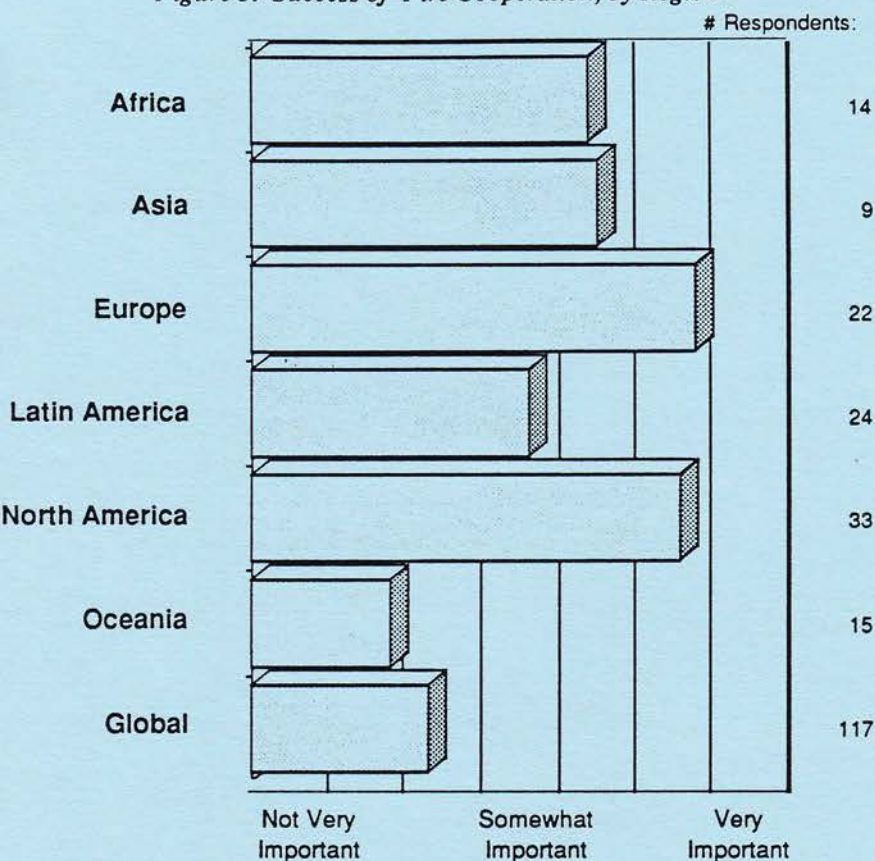 # Respondents:
Africa 14
Asia 9
Europe 22
Latin America 24
North America 33
Oceania 15
Global 117
Not Very Somewhat Very
Important Important Important